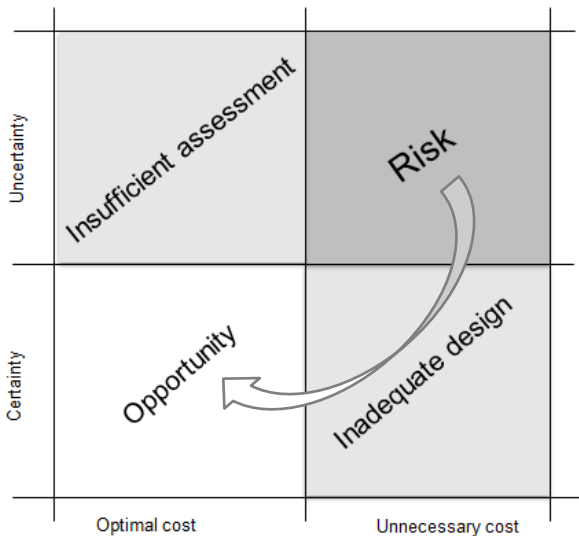 Uncertainty
Insufficient assessment
Risk
Certainty
Opportunity
Inadequate design
Optimal cost
Unnecessary cost